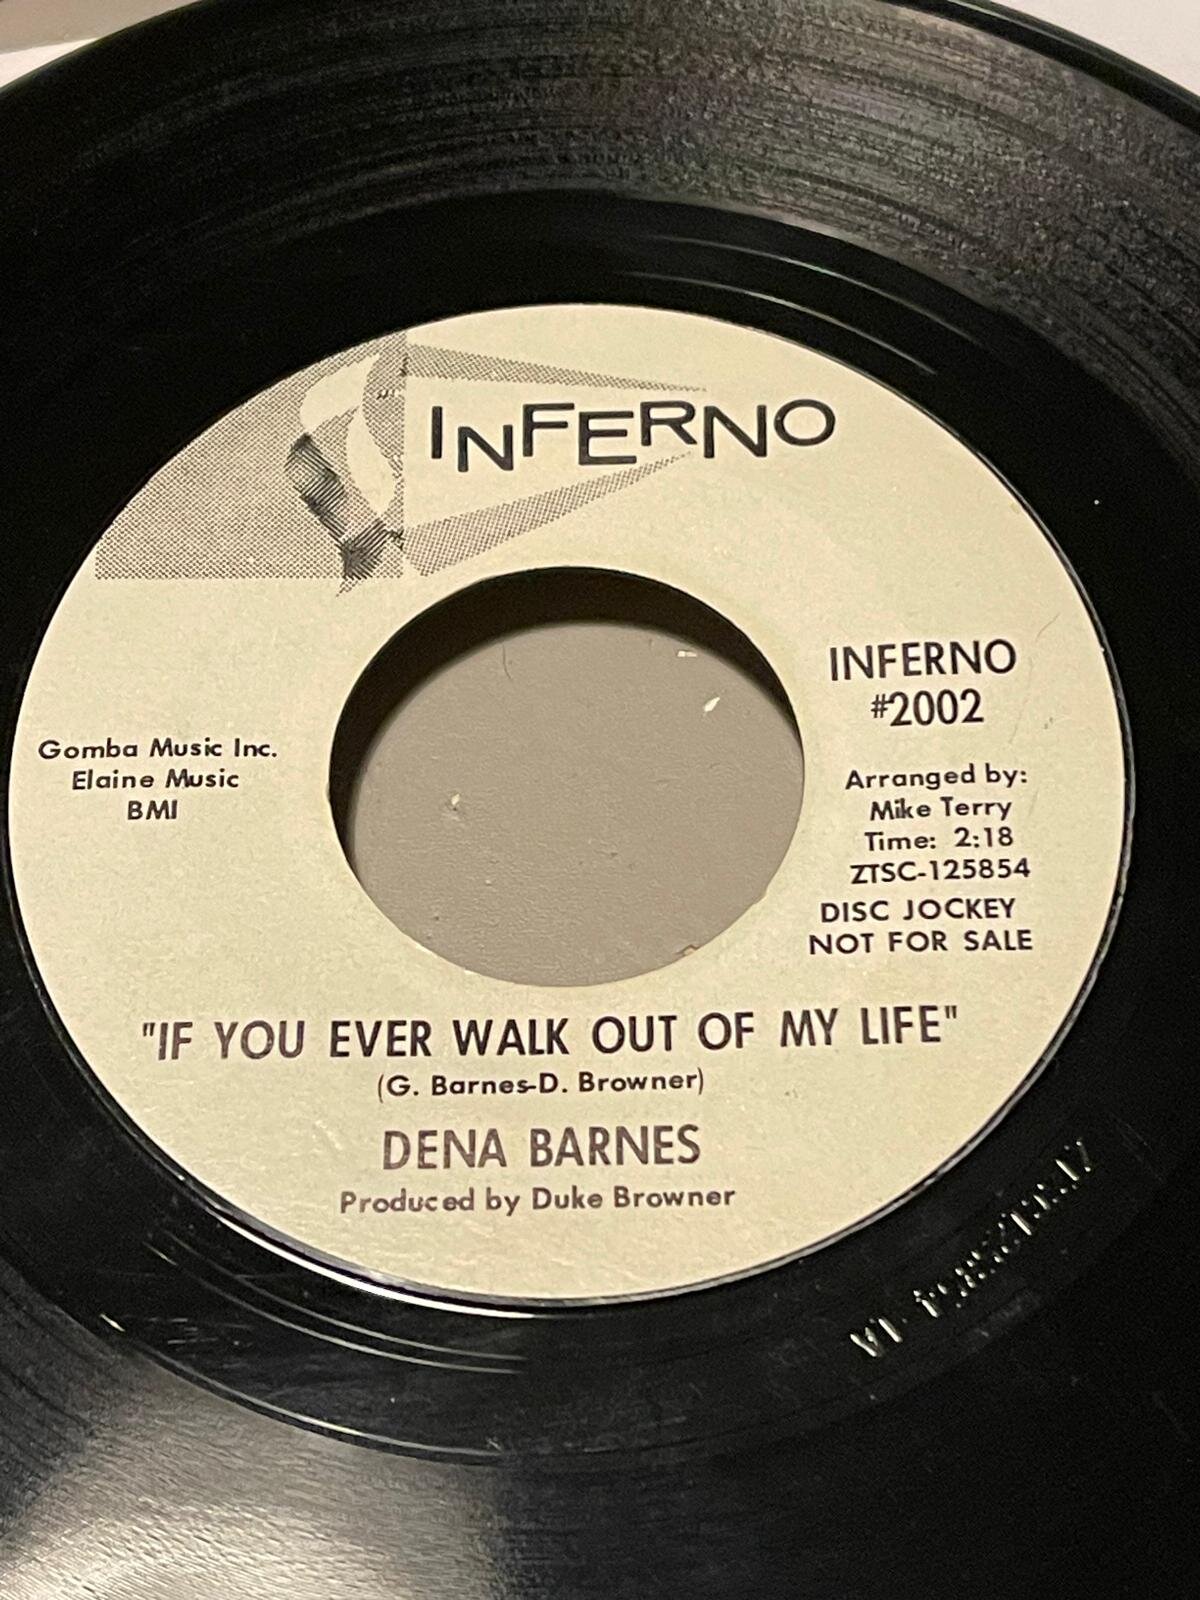 INFERNO
INFERNO
#2002
Gomba Music Inc.
Elaine Music
BMI
Arranged by:
Mike Terry
Time: 2:18
ZTSC-125854
DISC JOCKEY
NOT FOR SALE
"IF YOU EVER WALK OUT OF MY LIFE"
(G. Barnes-D. Browner)
DENA BARNES
Produced by Duke Browner